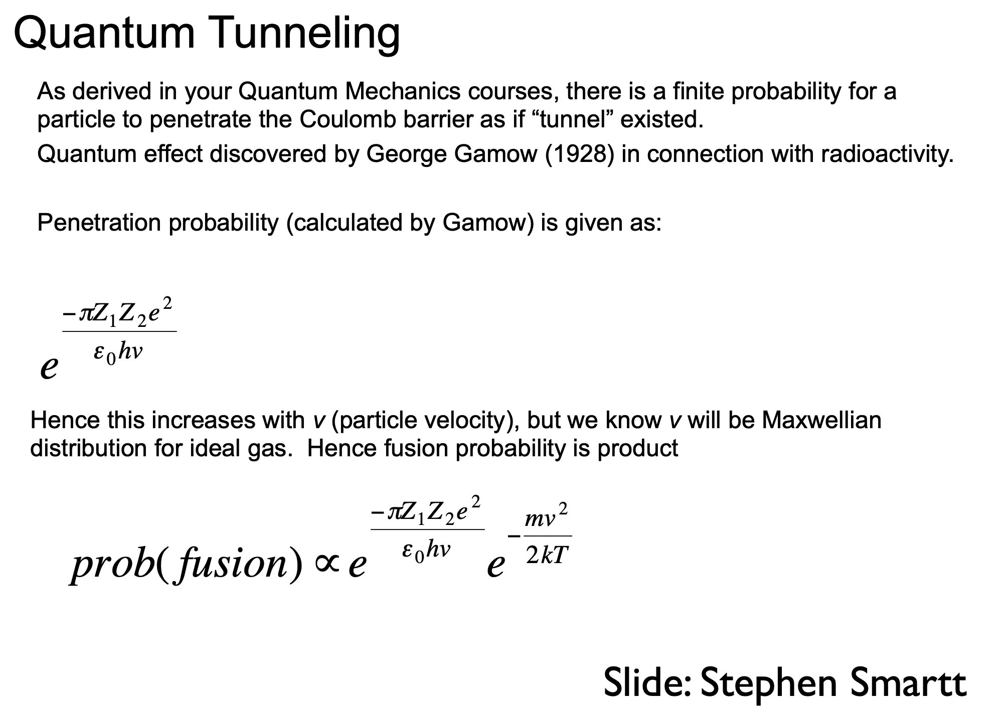 Quantum Tunneling
As derived in your Quantum Mechanics courses, there is a finite probability for a
particle to penetrate the Coulomb barrier as if “tunnel” existed.
Quantum effect discovered by George Gamow (1928) in connection with radioactivity.
Penetration probability (calculated by Gamow) is given as:
e^{\frac{-\pi Z_1 Z_2 e^2}{\varepsilon_0 h v}}
Hence this increases with v (particle velocity), but we know v will be Maxwellian
distribution for ideal gas.  Hence fusion probability is product
prob(fusion) ∝ e^{\frac{-\pi Z_1 Z_2 e^2}{\varepsilon_0 h v}} e^{-\frac{mv^2}{2kT}}
Slide: Stephen Smartt